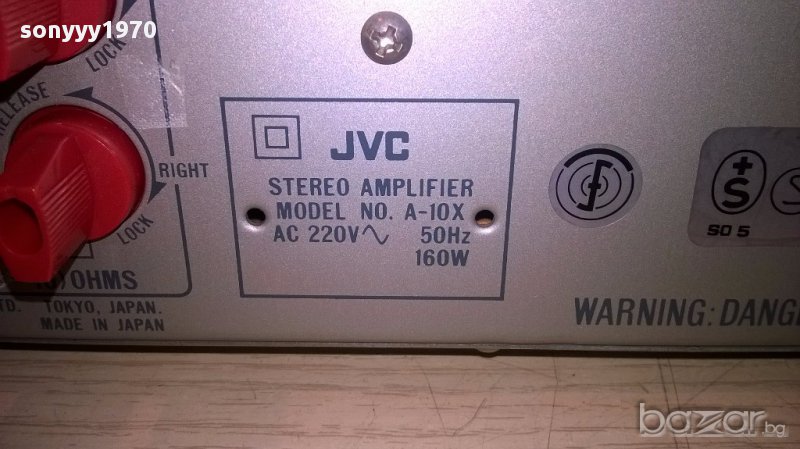 sonyyy1970
LOCK
RELEASE
RIGHT
LOCK
OHMS
TD. TOKYO, JAPAN.
MADE IN JAPAN
JVC
STEREO AMPLIFIER
MODEL NO. A-10X
AC 220V∿ 50Hz
160W
+
S
SO 5
WARNING: DANG
bazar.bg